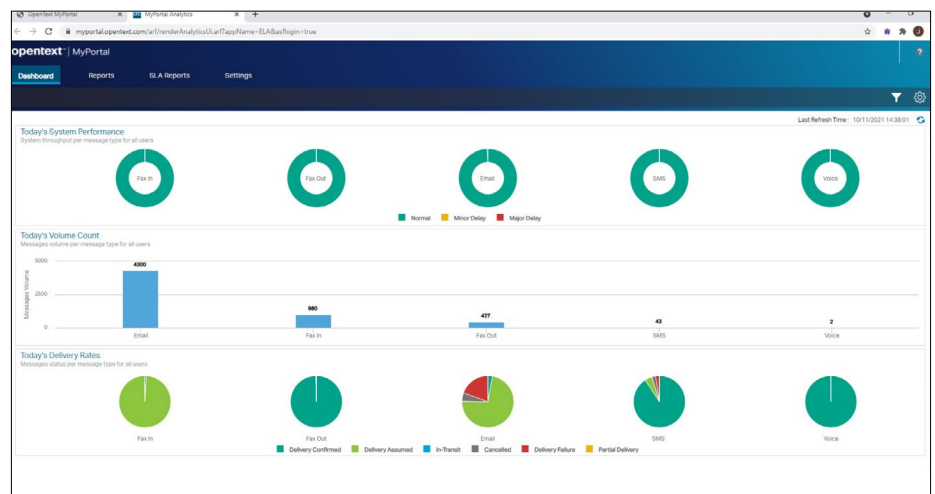 OpenText MyPortal
MyPortal Analytics
myportal.opentext.com/arf/renderAnalyticsUI.arf?appName=ELA&asflogin=true
opentext™ | MyPortal
Dashboard Reports SLA Reports Settings
Last Refresh Time : 10/11/2021 14:38:01
Today's System Performance
System throughput per message type for all users
Fax In Fax Out Email SMS Voice
Normal Minor Delay Major Delay
Today's Volume Count
Messages volume per message type for all users
Messages Volume
5000
2500
0
4300 980 427 43 2
Email Fax In Fax Out SMS Voice
Today's Delivery Rates
Messages status per message type for all users
Fax In Fax Out Email SMS Voice
Delivery Confirmed Delivery Assumed In-Transit Cancelled Delivery Failure Partial Delivery